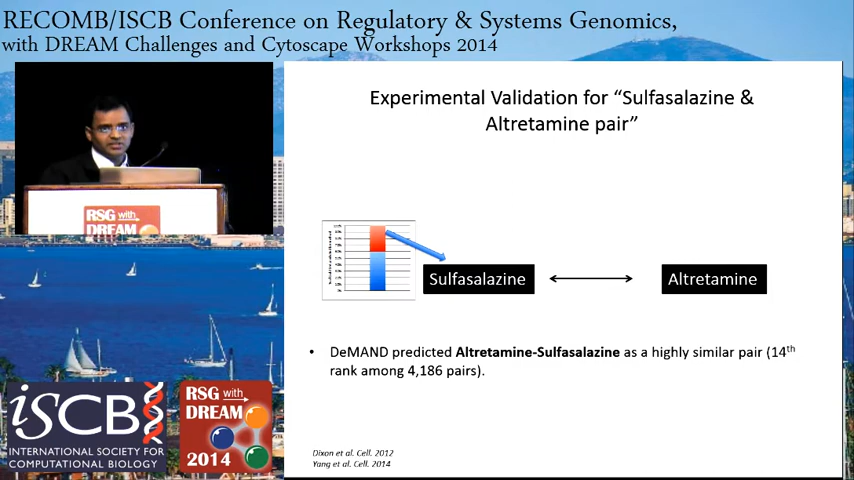 RECOMB/ISCB Conference on Regulatory & Systems Genomics,
with DREAM Challenges and Cytoscape Workshops 2014
RSG with
DREAM
Experimental Validation for “Sulfasalazine &
Altretamine pair”
Sulfasalazine
Altretamine
• DeMAND predicted Altretamine-Sulfasalazine as a highly similar pair (14th
rank among 4,186 pairs).
Dixon et al. Cell. 2012
Yang et al. Cell. 2014
iSCB
INTERNATIONAL SOCIETY FOR
COMPUTATIONAL BIOLOGY
RSG with
DREAM
2014